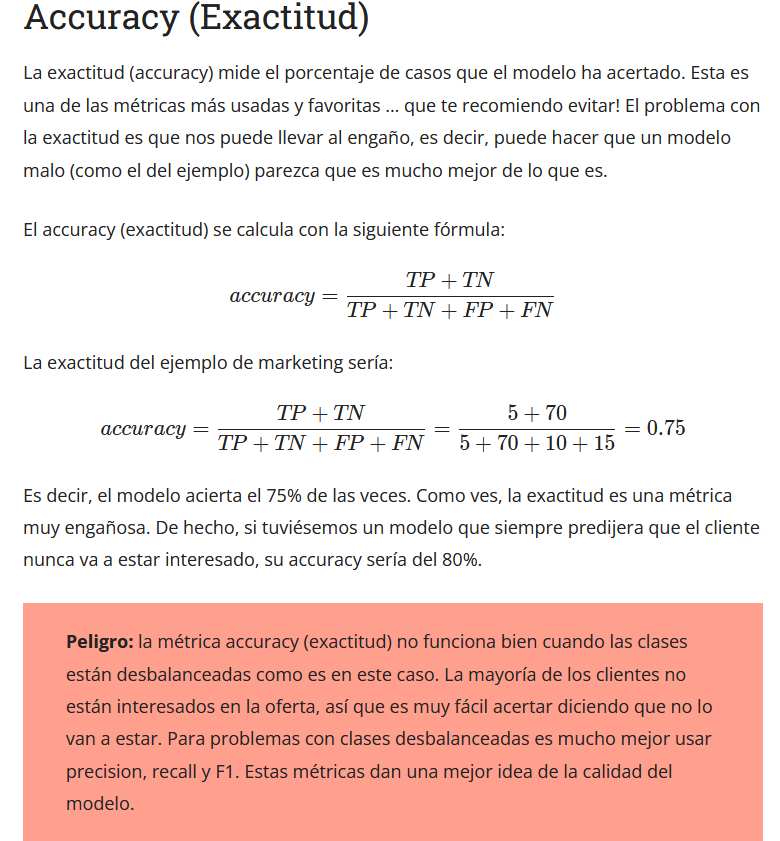 Accuracy (Exactitud)
La exactitud (accuracy) mide el porcentaje de casos que el modelo ha acertado. Esta es
una de las métricas más usadas y favoritas ... que te recomiendo evitar! El problema con
la exactitud es que nos puede llevar al engaño, es decir, puede hacer que un modelo
malo (como el del ejemplo) parezca que es mucho mejor de lo que es.
El accuracy (exactitud) se calcula con la siguiente fórmula:
accuracy = \frac{TP + TN}{TP + TN + FP + FN}
La exactitud del ejemplo de marketing sería:
accuracy = \frac{TP + TN}{TP + TN + FP + FN} = \frac{5 + 70}{5 + 70 + 10 + 15} = 0.75
Es decir, el modelo acierta el 75% de las veces. Como ves, la exactitud es una métrica
muy engañosa. De hecho, si tuviésemos un modelo que siempre predijera que el cliente
nunca va a estar interesado, su accuracy sería del 80%.
Peligro: la métrica accuracy (exactitud) no funciona bien cuando las clases
están desbalanceadas como es en este caso. La mayoría de los clientes no
están interesados en la oferta, así que es muy fácil acertar diciendo que no lo
van a estar. Para problemas con clases desbalanceadas es mucho mejor usar
precision, recall y F1. Estas métricas dan una mejor idea de la calidad del
modelo.